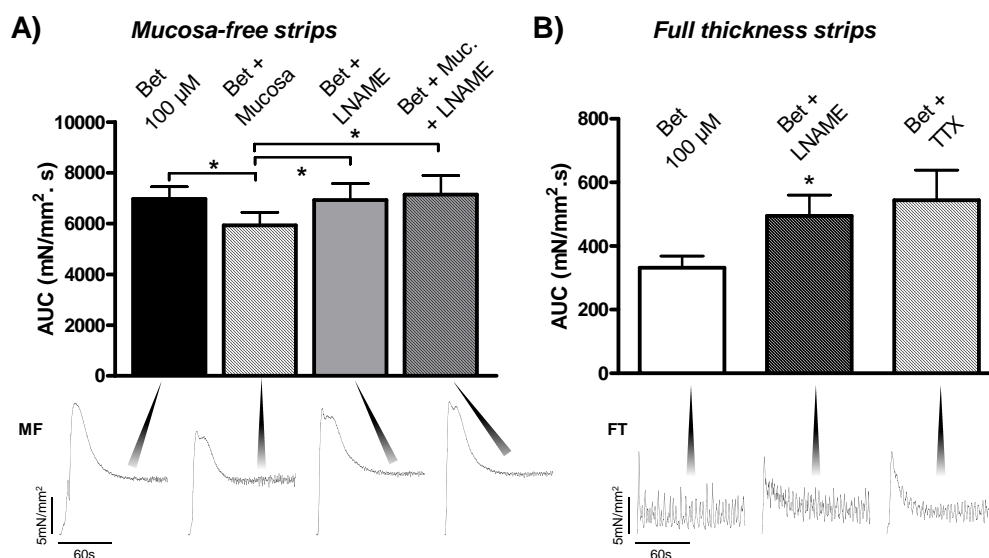 A)
Mucosa-free strips
Bet
100 µM
Bet +
Mucosa
Bet +
LNAME
Bet + Muc.
+ LNAME
AUC (mN/mm². s)
10000
8000
6000
4000
2000
0
*
*
*
MF
5mN/mm²
60s
B)
Full thickness strips
Bet
100 µM
Bet +
LNAME
Bet +
TTX
AUC (mN/mm².s)
800
600
400
200
0
*
FT
5mN/mm²
60s